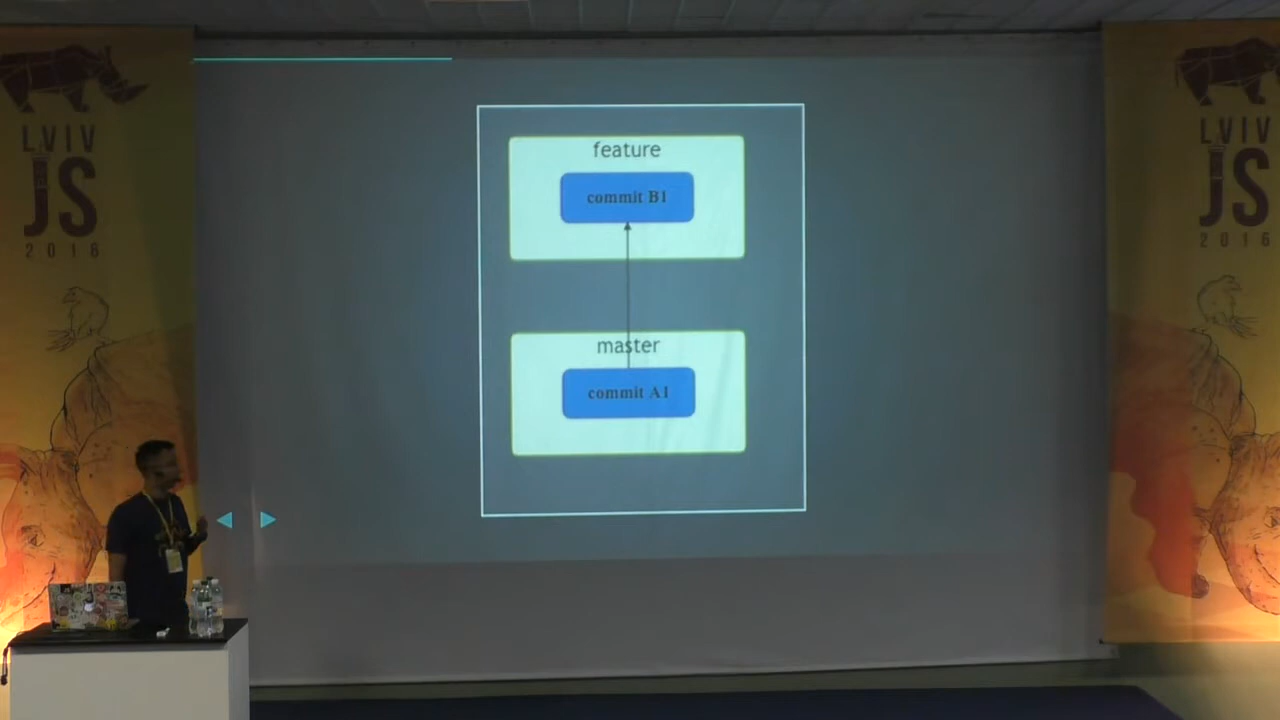 LVIV
JS
2016
feature
commit B1
master
commit A1
LVIV
JS
2016